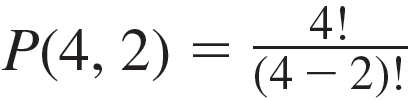 P(4, 2) = 4! / (4 − 2)!